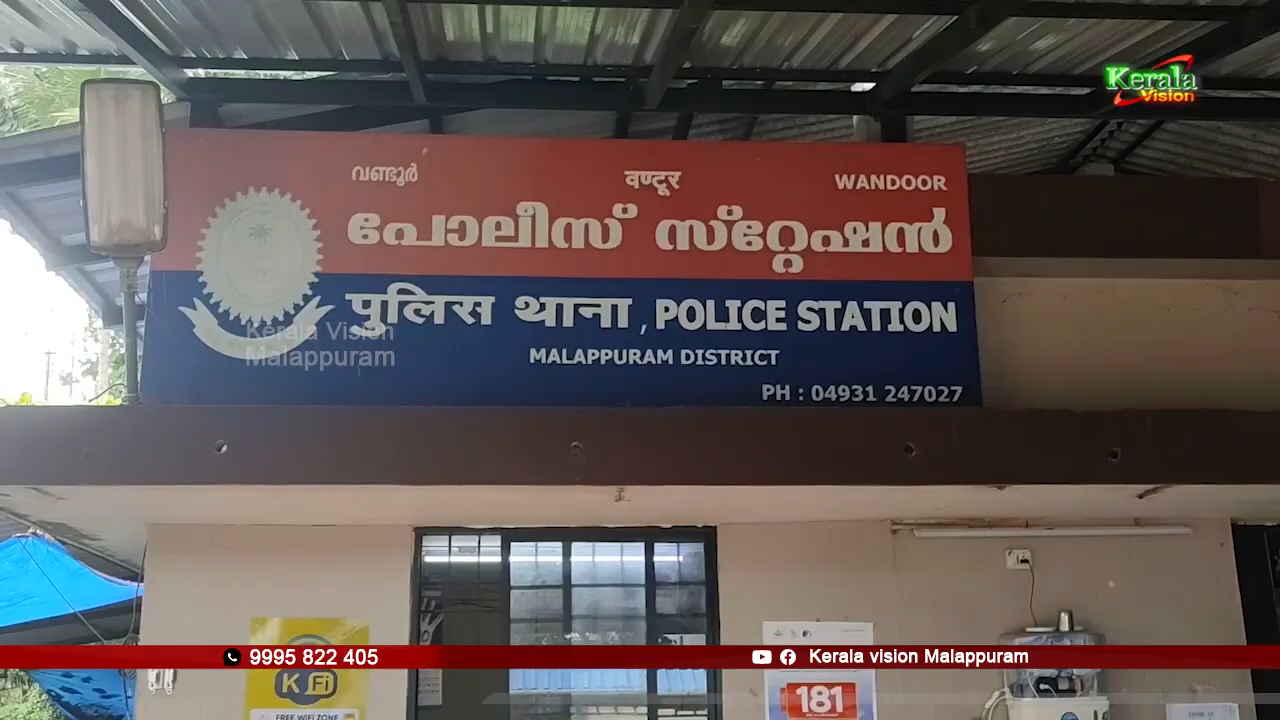 Kerala
Vision
വണ്ടൂർ वण्टूर WANDOOR
പോലീസ് സ്റ്റേഷൻ
पुलिस थाना , POLICE STATION
MALAPPURAM DISTRICT
PH : 04931 247027
Kerala Vision
Malappuram
K Fi
FREE WiFi ZONE
181
9995 822 405
Kerala vision Malappuram